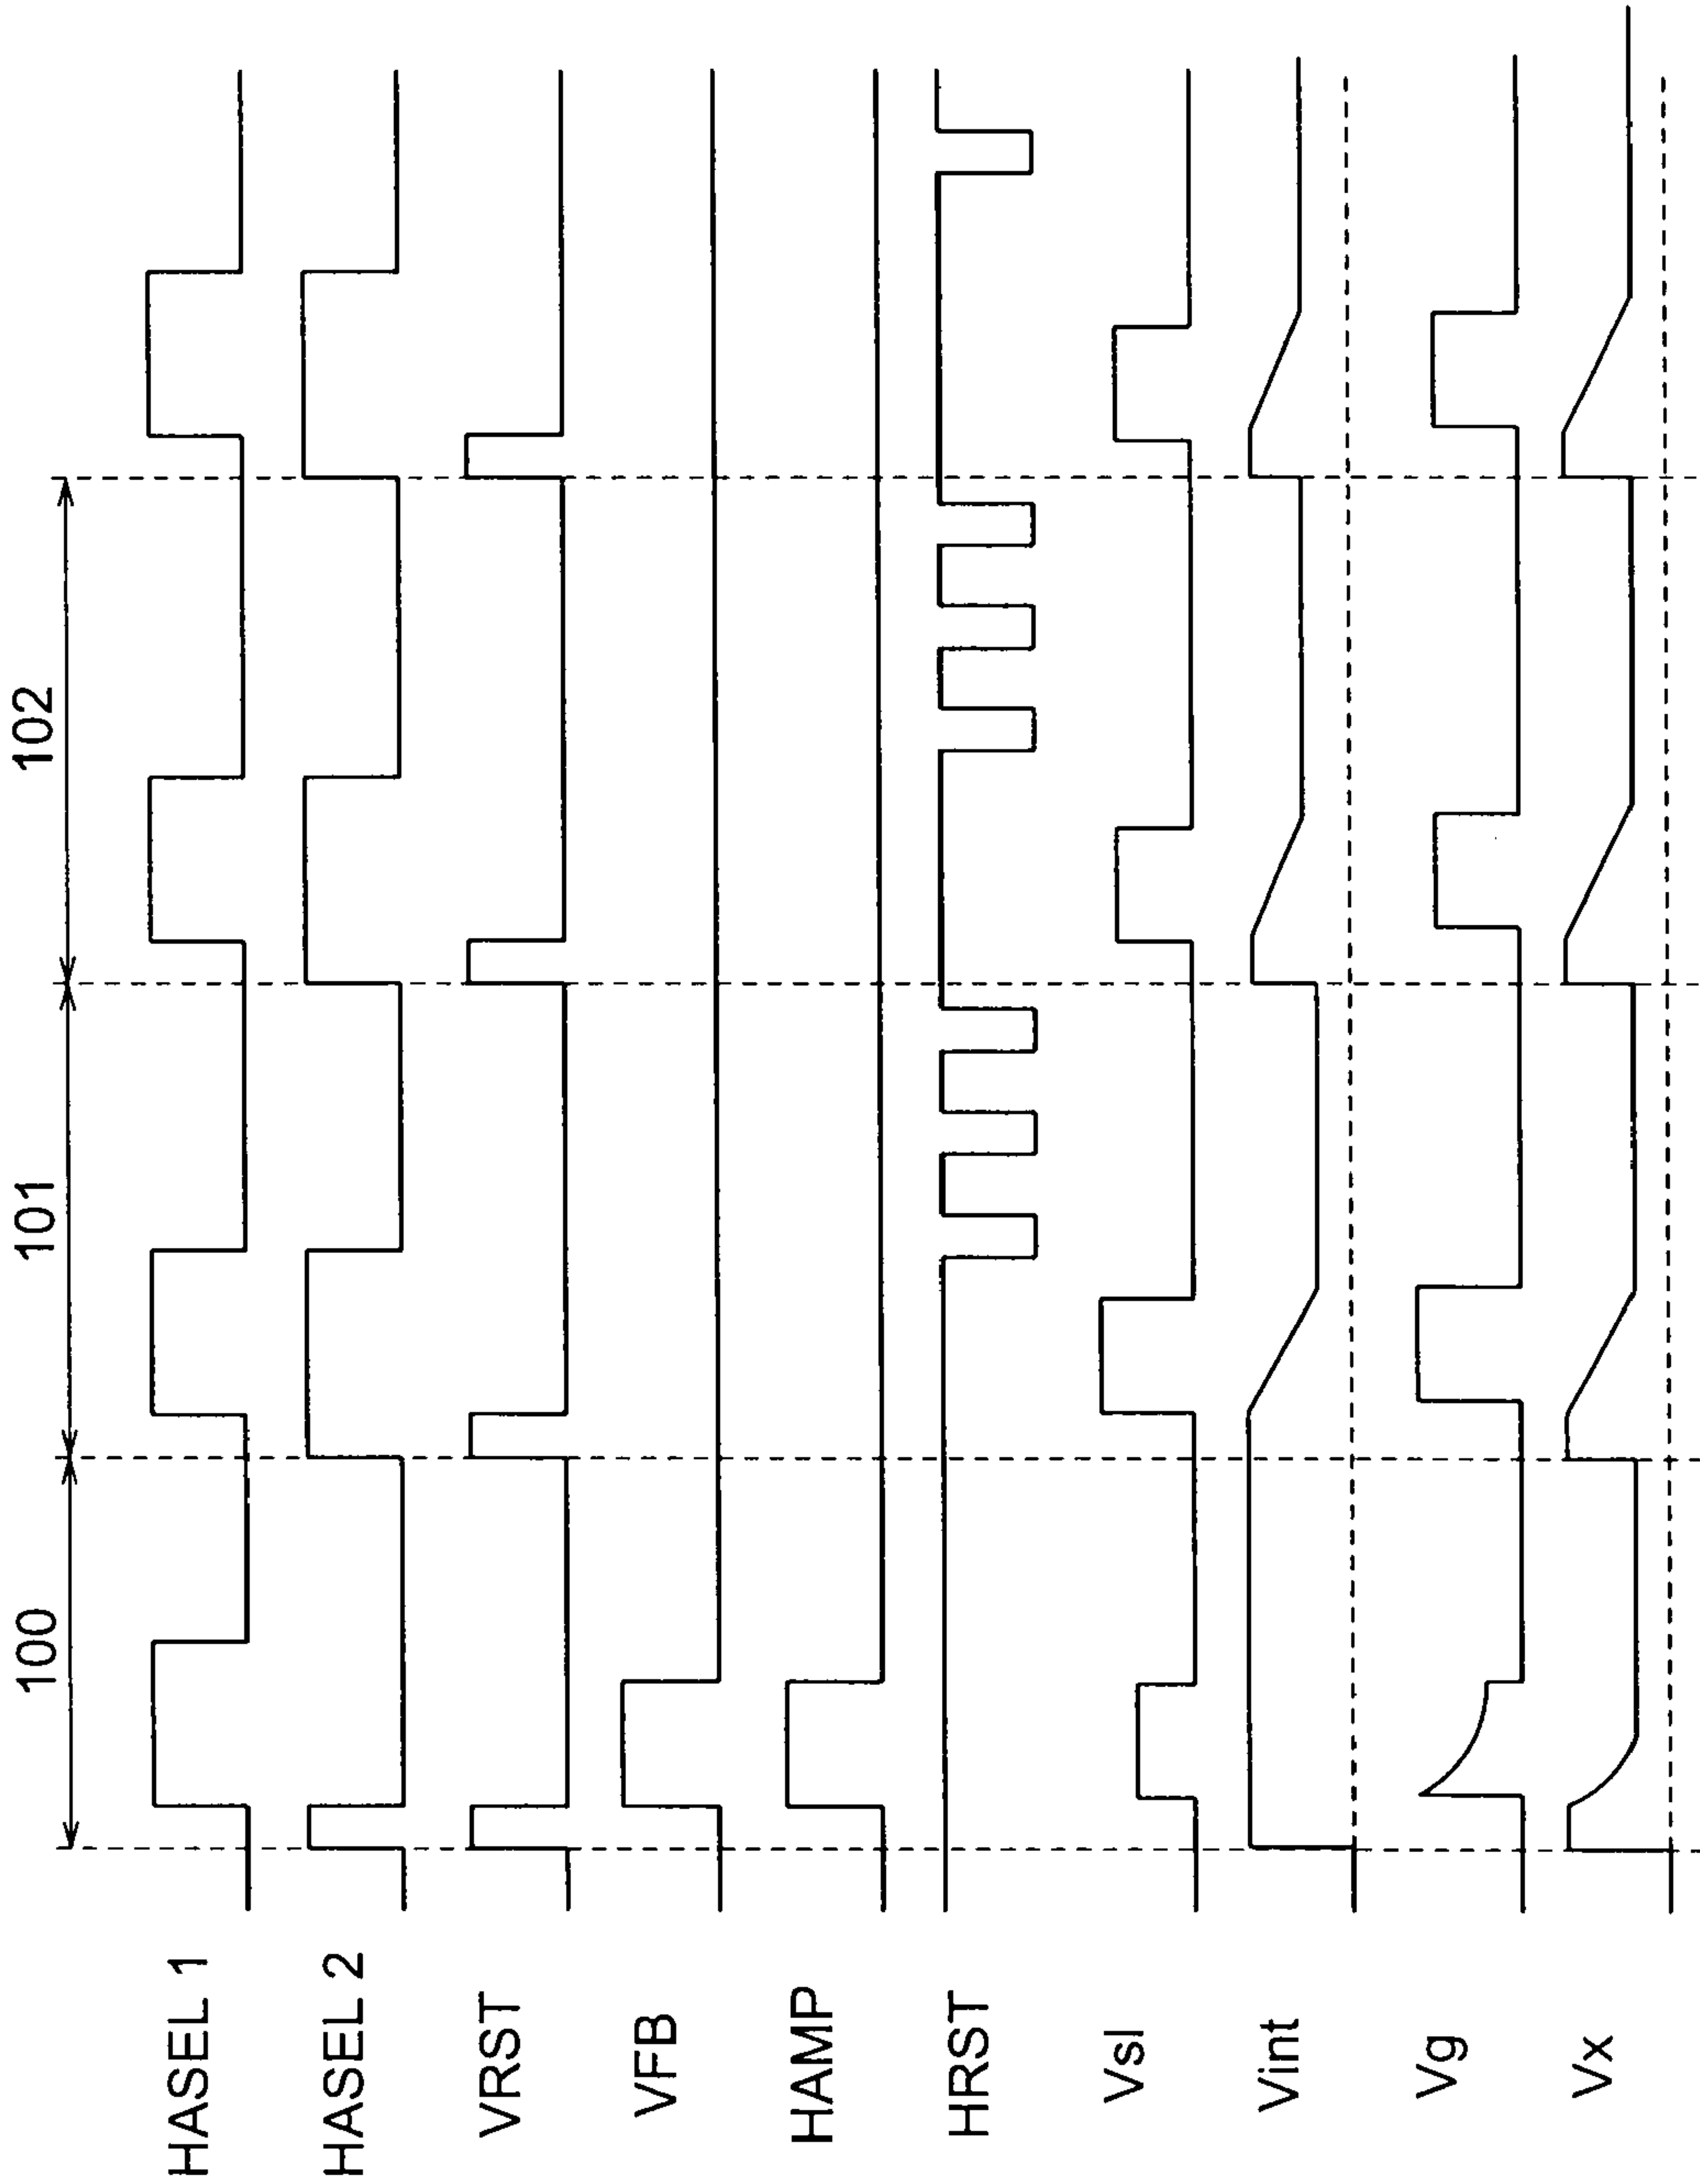 100
101
102
HASEL 1
HASEL 2
VRST
VFB
HAMP
HRST
Vsl
Vint
Vg
Vx